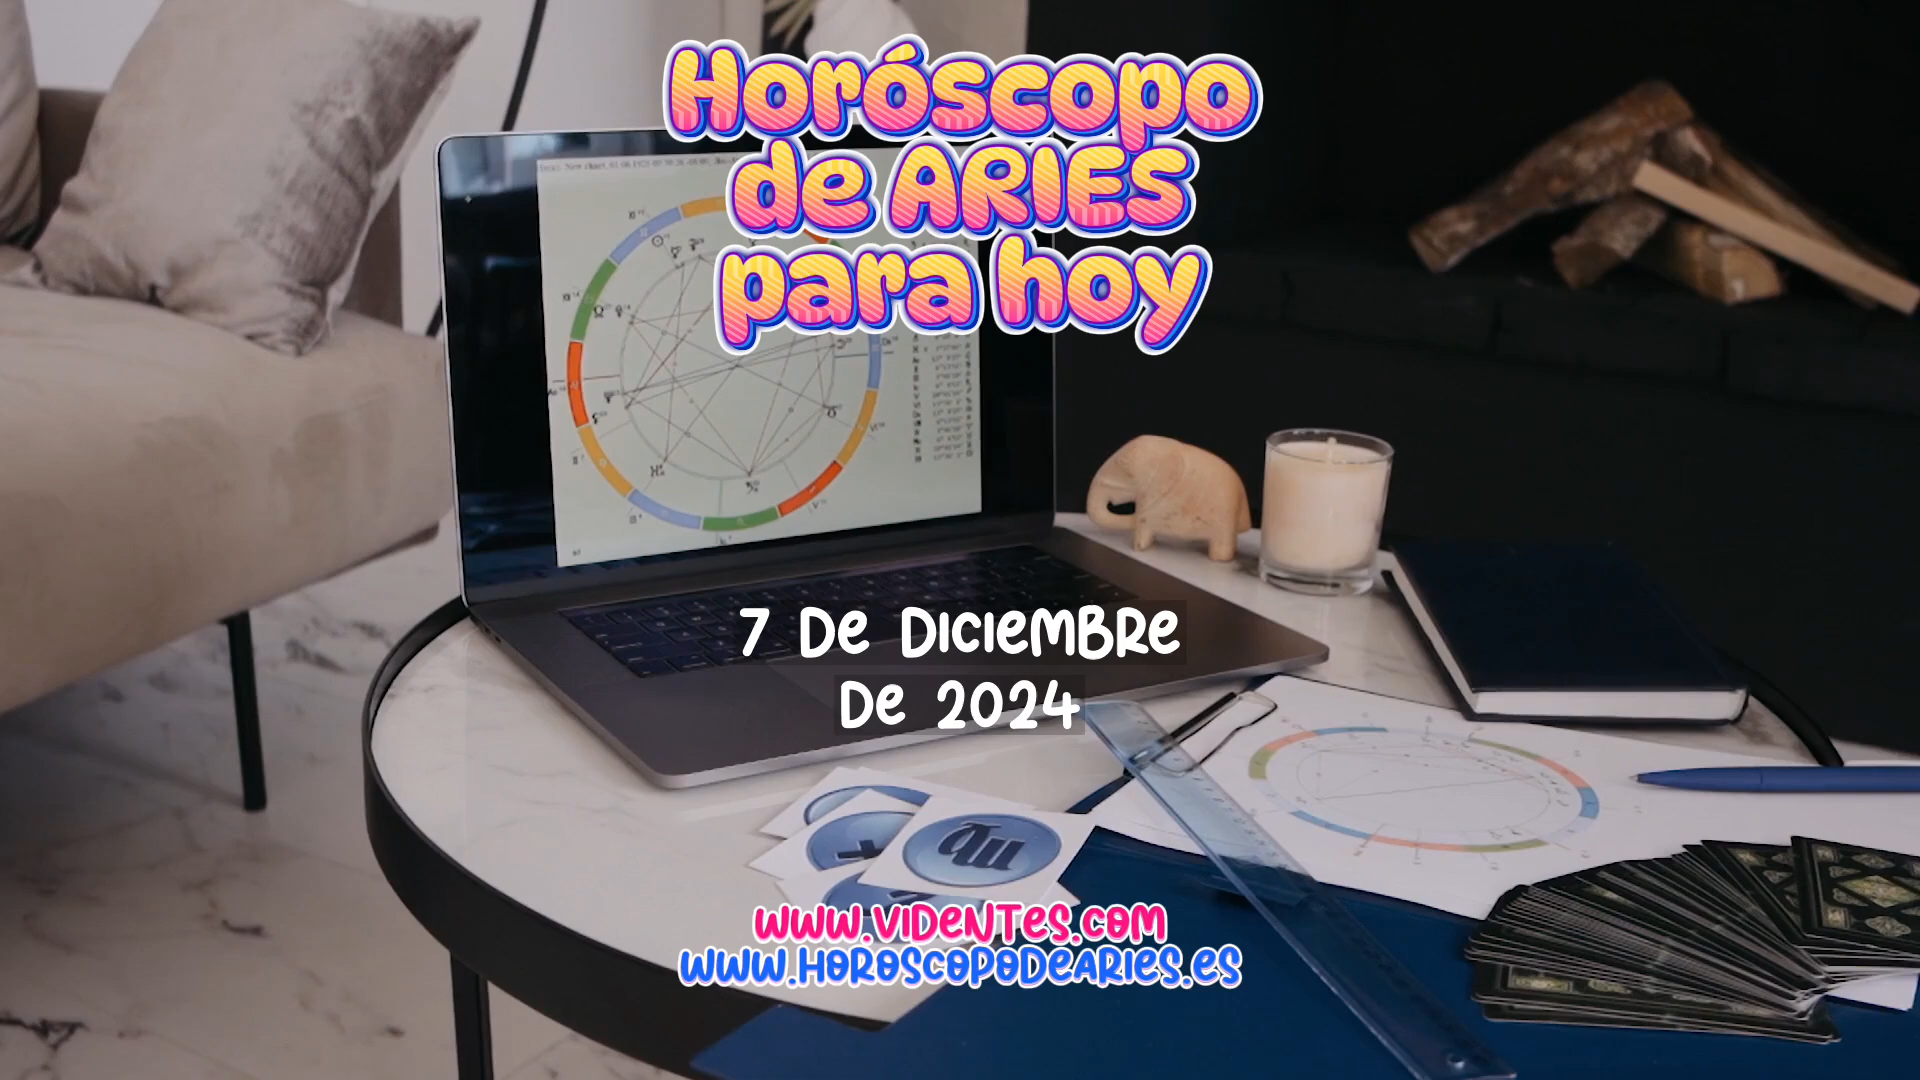 Horóscopo
de ARIES
para hoy
7 DE DICIEMBRE
DE 2024
WWW.VIDENTES.COM
WWW.HOROSCOPODEARIES.ES